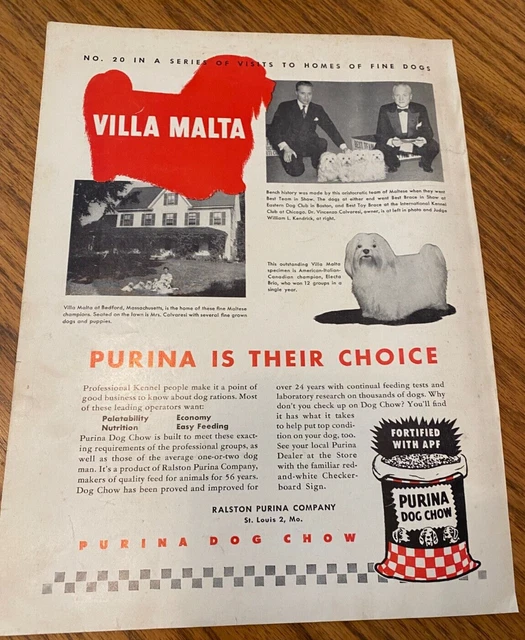 NO. 20 IN A SERIES OF VISITS TO HOMES OF FINE DOGS
VILLA MALTA
Bench history was made by this aristocratic team of Maltese when they went
Best Team in Show. The dogs at either end went Best Brace in Show at
Eastern Dog Club in Boston, and Best Toy Brace at the International Kennel
Club at Chicago. Dr. Vincenzo Calvaresi, owner, is at left in photo and Judge
William L. Kendrick, at right.
This outstanding Villa Malta
specimen is American-Italian-
Canadian champion, Electa
Brio, who won 12 groups in a
single year.
Villa Malta at Bedford, Massachusetts, is the home of these fine Maltese
champions. Seated on the lawn is Mrs. Calvaresi with several fine grown
dogs and puppies.
PURINA IS THEIR CHOICE
Professional Kennel people make it a point of
good business to know about dog rations. Most
of these leading operators want:
Palatability Economy
Nutrition Easy Feeding
Purina Dog Chow is built to meet these exact-
ing requirements of the professional groups, as
well as those of the average one-or-two dog
man. It's a product of Ralston Purina Company,
makers of quality feed for animals for 56 years.
Dog Chow has been proved and improved for
over 24 years with continual feeding tests and
laboratory research on thousands of dogs. Why
don't you check up on Dog Chow? You'll find
it has what it takes
to help put top condi-
tion on your dog, too.
See your local Purina
Dealer at the Store
with the familiar red-
and-white Checker-
board Sign.
FORTIFIED
WITH APF
PURINA
DOG CHOW
RALSTON PURINA COMPANY
St. Louis 2, Mo.
PURINA DOG CHOW